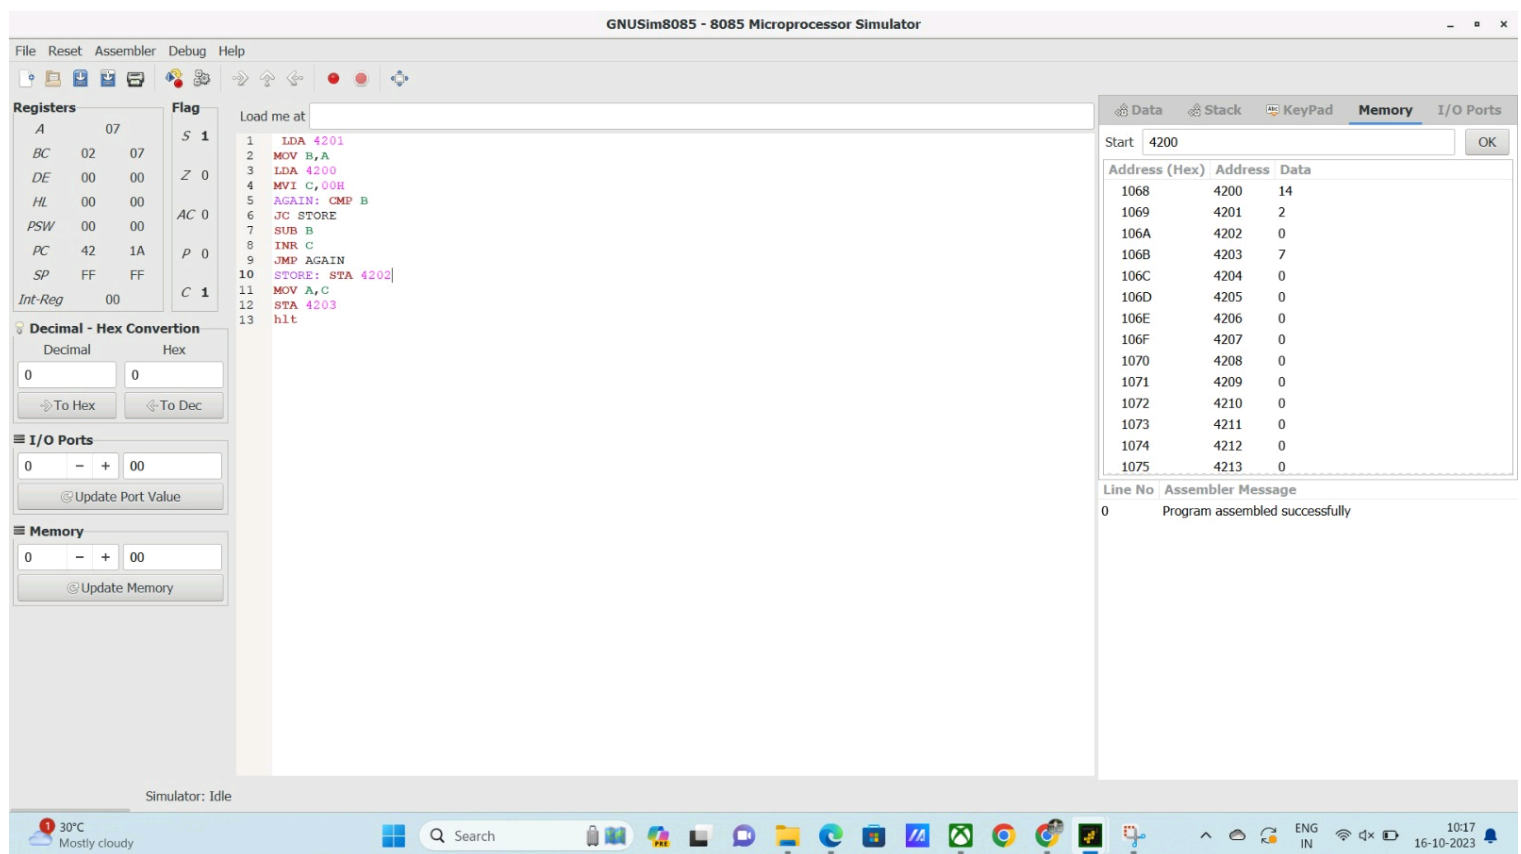 GNUSim8085 - 8085 Microprocessor Simulator
File Reset Assembler Debug Help
Registers
A 07
BC 02 07
DE 00 00
HL 00 00
PSW 00 00
PC 42 1A
SP FF FF
Int-Reg 00
Flag
S 1
Z 0
AC 0
P 0
C 1
Decimal - Hex Convertion
Decimal Hex
0 0
To Hex To Dec
I/O Ports
0 - + 00
Update Port Value
Memory
0 - + 00
Update Memory
Load me at
1 LDA 4201
2 MOV B,A
3 LDA 4200
4 MVI C,00H
5 AGAIN: CMP B
6 JC STORE
7 SUB B
8 INR C
9 JMP AGAIN
10 STORE: STA 4202
11 MOV A,C
12 STA 4203
13 hlt
Data Stack KeyPad Memory I/O Ports
Start 4200 OK
Address (Hex) Address Data
1068 4200 14
1069 4201 2
106A 4202 0
106B 4203 7
106C 4204 0
106D 4205 0
106E 4206 0
106F 4207 0
1070 4208 0
1071 4209 0
1072 4210 0
1073 4211 0
1074 4212 0
1075 4213 0
Line No Assembler Message
0 Program assembled successfully
Simulator: Idle
1 30°C
Mostly cloudy
Search
PRE
ENG
IN
10:17
16-10-2023